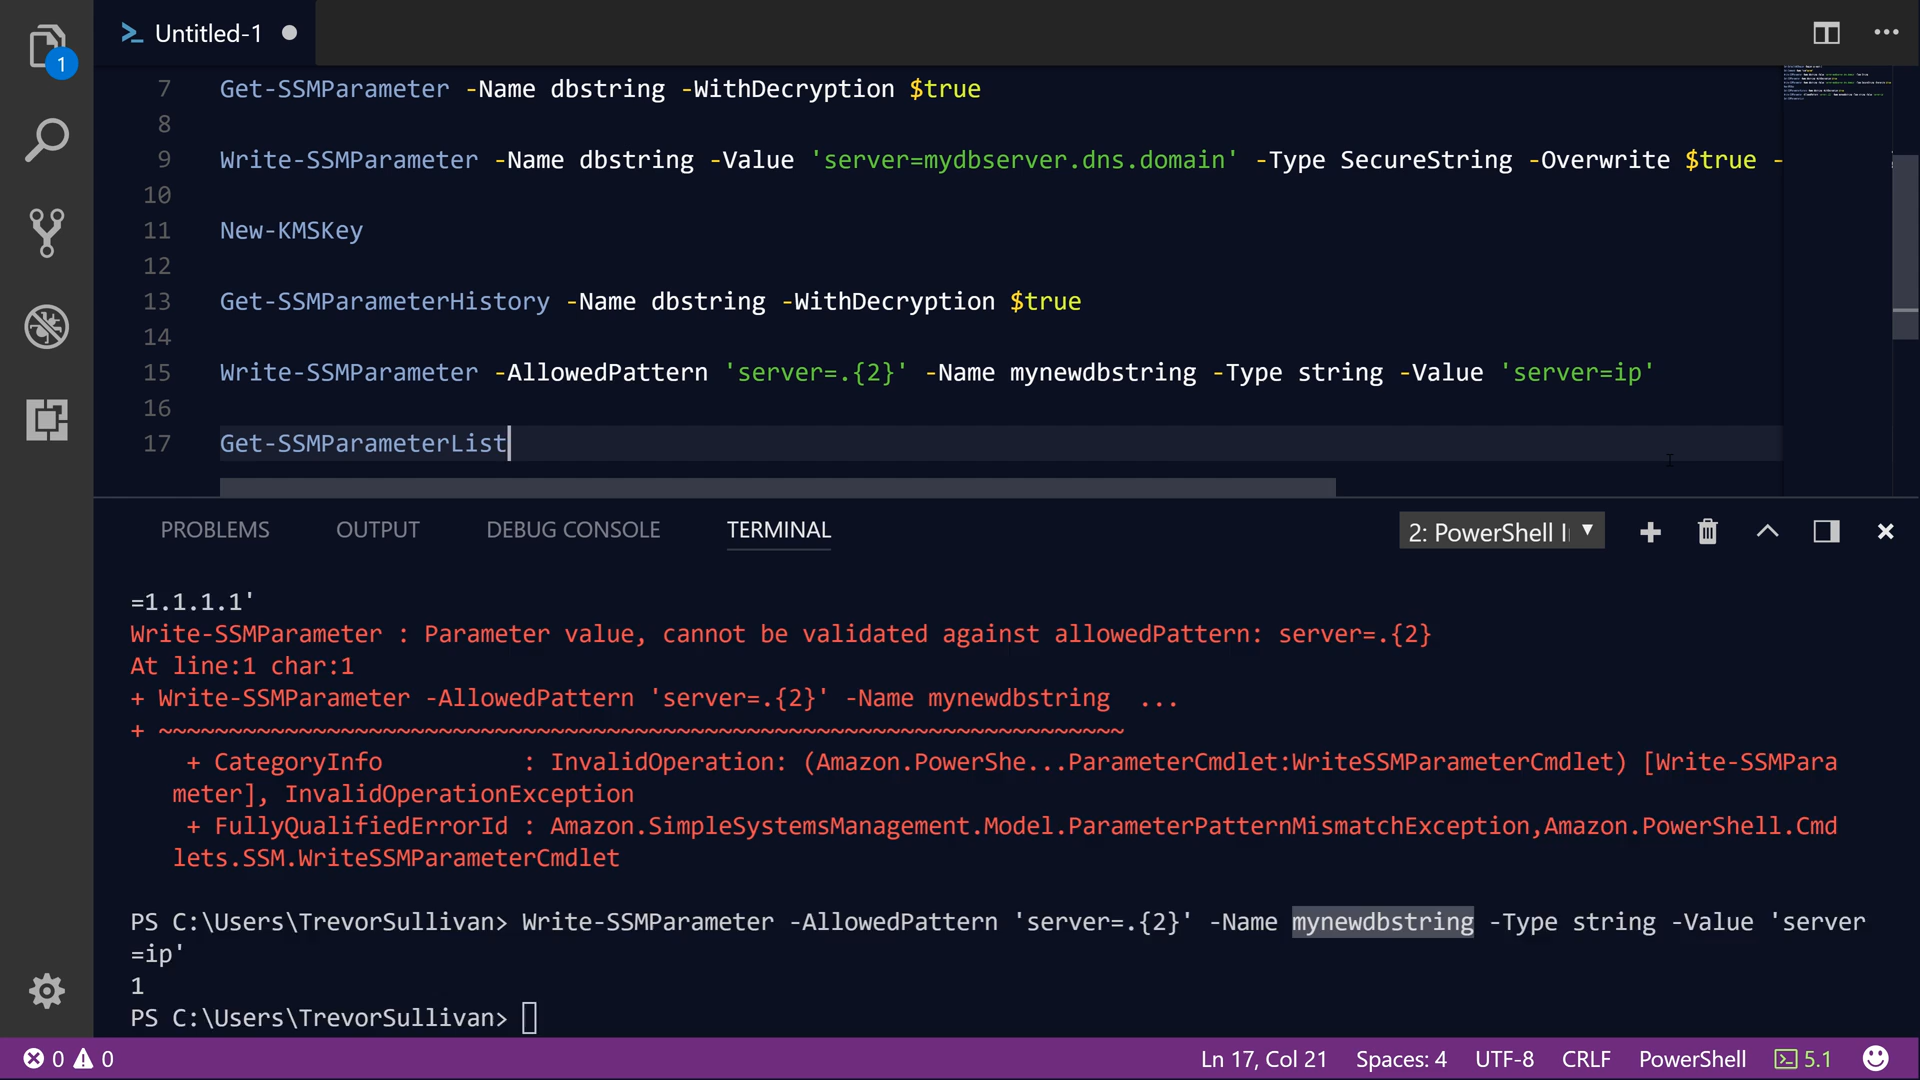 Untitled-1
1
7 Get-SSMParameter -Name dbstring -WithDecryption $true
8
9 Write-SSMParameter -Name dbstring -Value 'server=mydbserver.dns.domain' -Type SecureString -Overwrite $true -
10
11 New-KMSKey
12
13 Get-SSMParameterHistory -Name dbstring -WithDecryption $true
14
15 Write-SSMParameter -AllowedPattern 'server=.{2}' -Name mynewdbstring -Type string -Value 'server=ip'
16
17 Get-SSMParameterList
PROBLEMS OUTPUT DEBUG CONSOLE TERMINAL 2: PowerShell I
=1.1.1.1'
Write-SSMParameter : Parameter value, cannot be validated against allowedPattern: server=.{2}
At line:1 char:1
+ Write-SSMParameter -AllowedPattern 'server=.{2}' -Name mynewdbstring ...
+ ~~~~~~~~~~~~~~~~~~~~~~~~~~~~~~~~~~~~~~~~~~~~~~~~~~~~~~~~~~~~~~~~~~~~~
+ CategoryInfo : InvalidOperation: (Amazon.PowerShe...ParameterCmdlet:WriteSSMParameterCmdlet) [Write-SSMPara
meter], InvalidOperationException
+ FullyQualifiedErrorId : Amazon.SimpleSystemsManagement.Model.ParameterPatternMismatchException,Amazon.PowerShell.Cmd
lets.SSM.WriteSSMParameterCmdlet
PS C:\Users\TrevorSullivan> Write-SSMParameter -AllowedPattern 'server=.{2}' -Name mynewdbstring -Type string -Value 'server
=ip'
1
PS C:\Users\TrevorSullivan>
0 0 Ln 17, Col 21 Spaces: 4 UTF-8 CRLF PowerShell 5.1